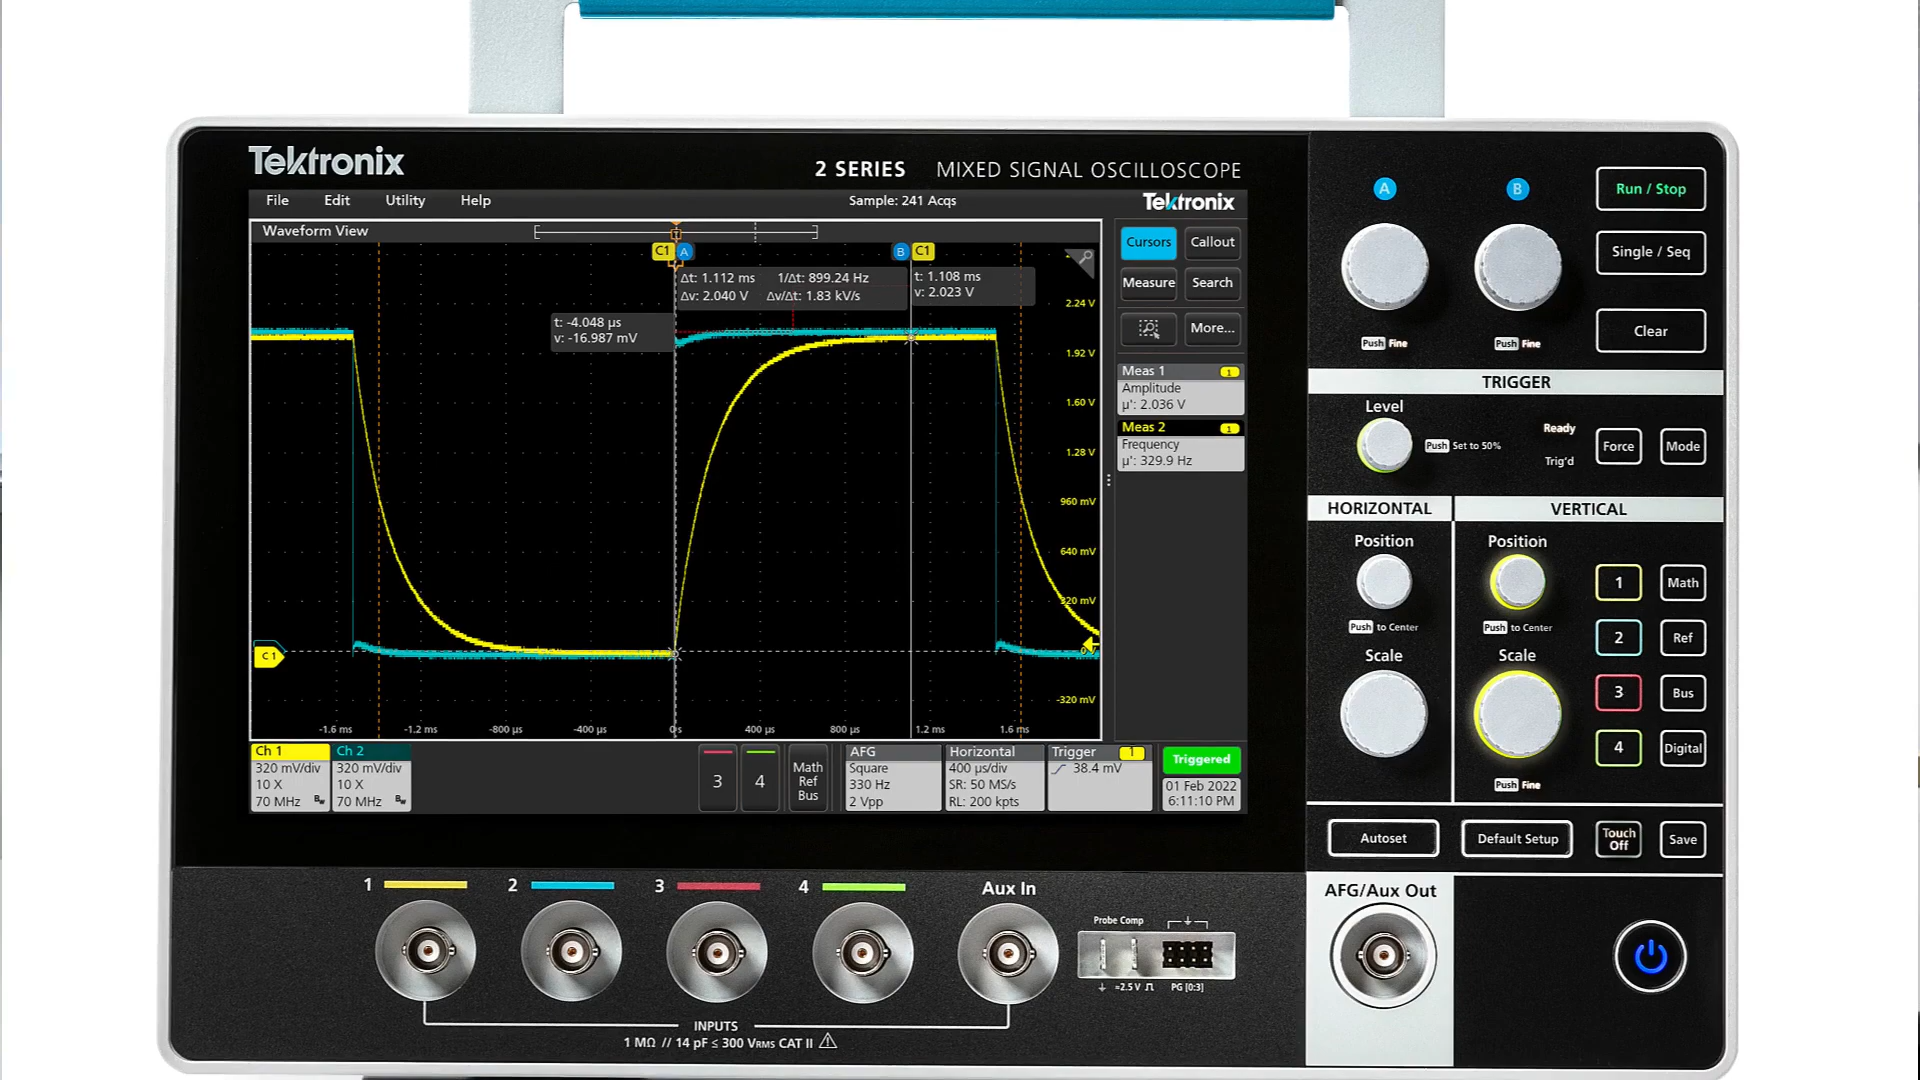 Tektronix
2 SERIES MIXED SIGNAL OSCILLOSCOPE
File Edit Utility Help
Sample: 241 Acqs
Tektronix
Waveform View
C1 A
B C1
Δt: 1.112 ms 1/Δt: 899.24 Hz
Δv: 2.040 V Δv/Δt: 1.83 kV/s
t: 1.108 ms
v: 2.023 V
t: -4.048 µs
v: -16.987 mV
2.24 V
1.92 V
1.60 V
1.28 V
960 mV
640 mV
320 mV
-320 mV
C1
-1.6 ms -1.2 ms -800 µs -400 µs 0 s 400 µs 800 µs 1.2 ms 1.6 ms
Cursors Callout
Measure Search
More...
Meas 1 1
Amplitude
µ': 2.036 V
Meas 2 1
Frequency
µ': 329.9 Hz
Ch 1
320 mV/div
10 X
70 MHz Bw
Ch 2
320 mV/div
10 X
70 MHz Bw
3
4
Math
Ref
Bus
AFG
Square
330 Hz
2 Vpp
Horizontal
400 µs/div
SR: 50 MS/s
RL: 200 kpts
Trigger 1
38.4 mV
Triggered
01 Feb 2022
6:11:10 PM
A
B
Run / Stop
Single / Seq
Clear
Push Fine
Push Fine
TRIGGER
Level
Push Set to 50%
Ready
Trig'd
Force
Mode
HORIZONTAL
Position
Push to Center
Scale
VERTICAL
Position
Push to Center
Scale
Push Fine
1 Math
2 Ref
3 Bus
4 Digital
Autoset
Default Setup
Touch
Off
Save
1
2
3
4
Aux In
Probe Comp
⏚ ≈2.5 V ⎍ PG [0:3]
INPUTS
1 MΩ // 14 pF ≤ 300 VRMS CAT II ⚠
AFG/Aux Out